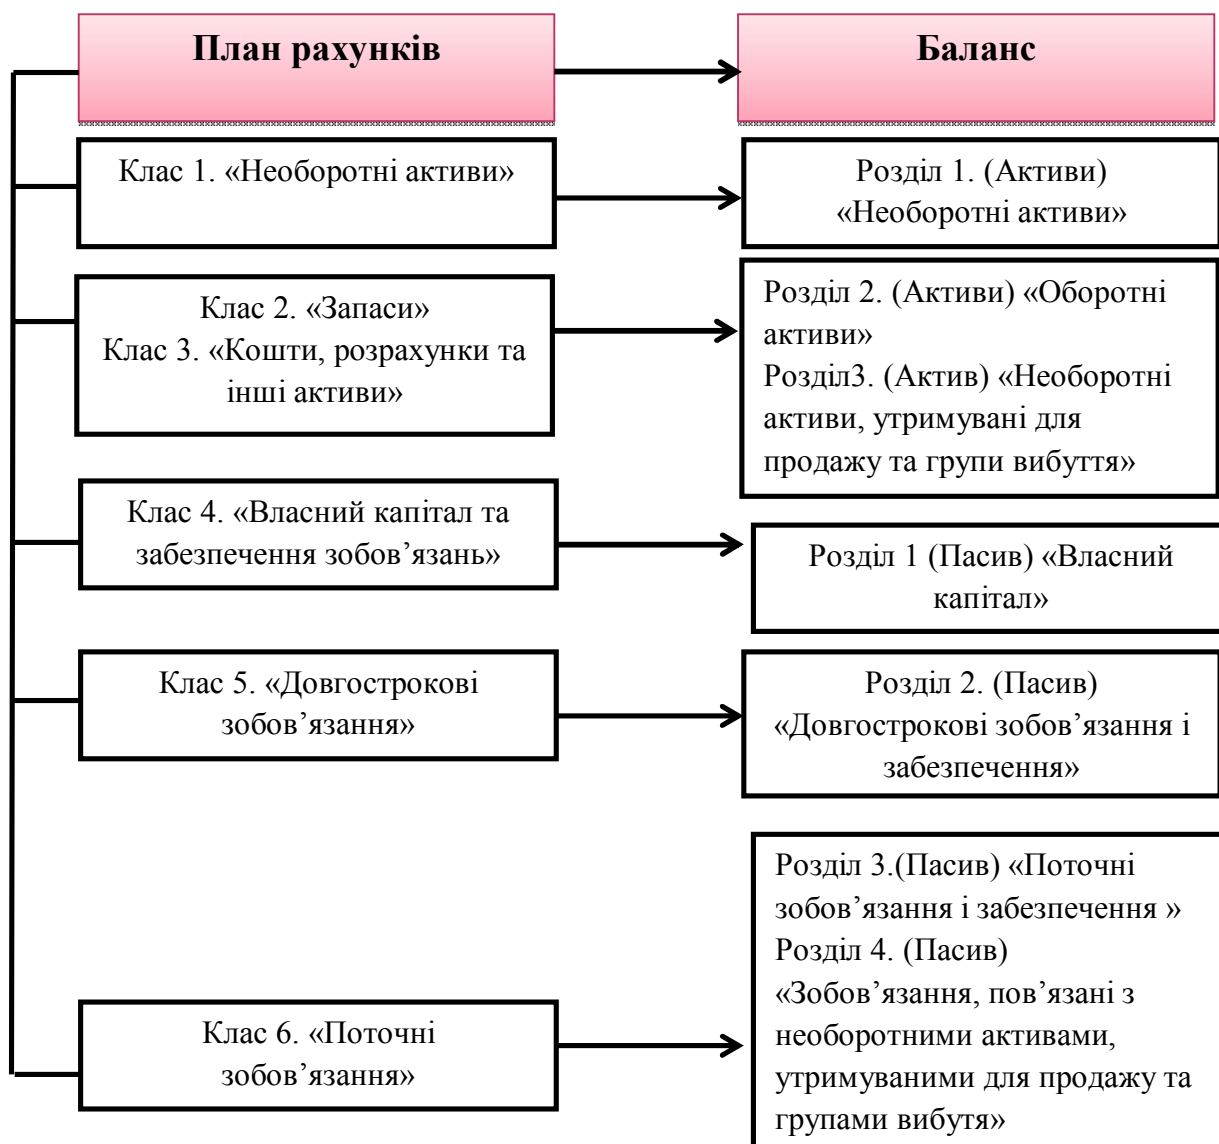 План рахунків
Баланс
Клас 1. «Необоротні активи»
Розділ 1. (Активи)
«Необоротні активи»
Клас 2. «Запаси»
Клас 3. «Кошти, розрахунки та
інші активи»
Розділ 2. (Активи) «Оборотні
активи»
Розділ3. (Актив) «Необоротні
активи, утримувані для
продажу та групи вибуття»
Клас 4. «Власний капітал та
забезпечення зобов’язань»
Розділ 1 (Пасив) «Власний
капітал»
Клас 5. «Довгострокові
зобов’язання»
Розділ 2. (Пасив)
«Довгострокові зобов’язання і
забезпечення»
Клас 6. «Поточні
зобов’язання»
Розділ 3.(Пасив) «Поточні
зобов’язання і забезпечення »
Розділ 4. (Пасив)
«Зобов’язання, пов’язані з
необоротними активами,
утримуваними для продажу та
групами вибутя»